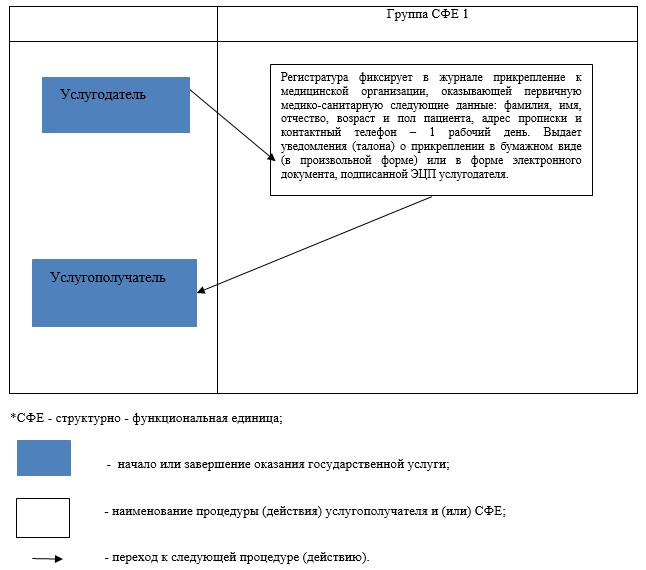 Группа СФЕ 1
Услугодатель
Регистратура фиксирует в журнале прикрепление к
медицинской организации, оказывающей первичную
медико-санитарную следующие данные: фамилия, имя,
отчество, возраст и пол пациента, адрес прописки и
контактный телефон – 1 рабочий день. Выдает
уведомления (талона) о прикреплении в бумажном виде
(в произвольной форме) или в форме электронного
документа, подписанной ЭЦП услугодателя.
Услугополучатель
*СФЕ - структурно - функциональная единица;
- начало или завершение оказания государственной услуги;
- наименование процедуры (действия) услугополучателя и (или) СФЕ;
- переход к следующей процедуре (действию).